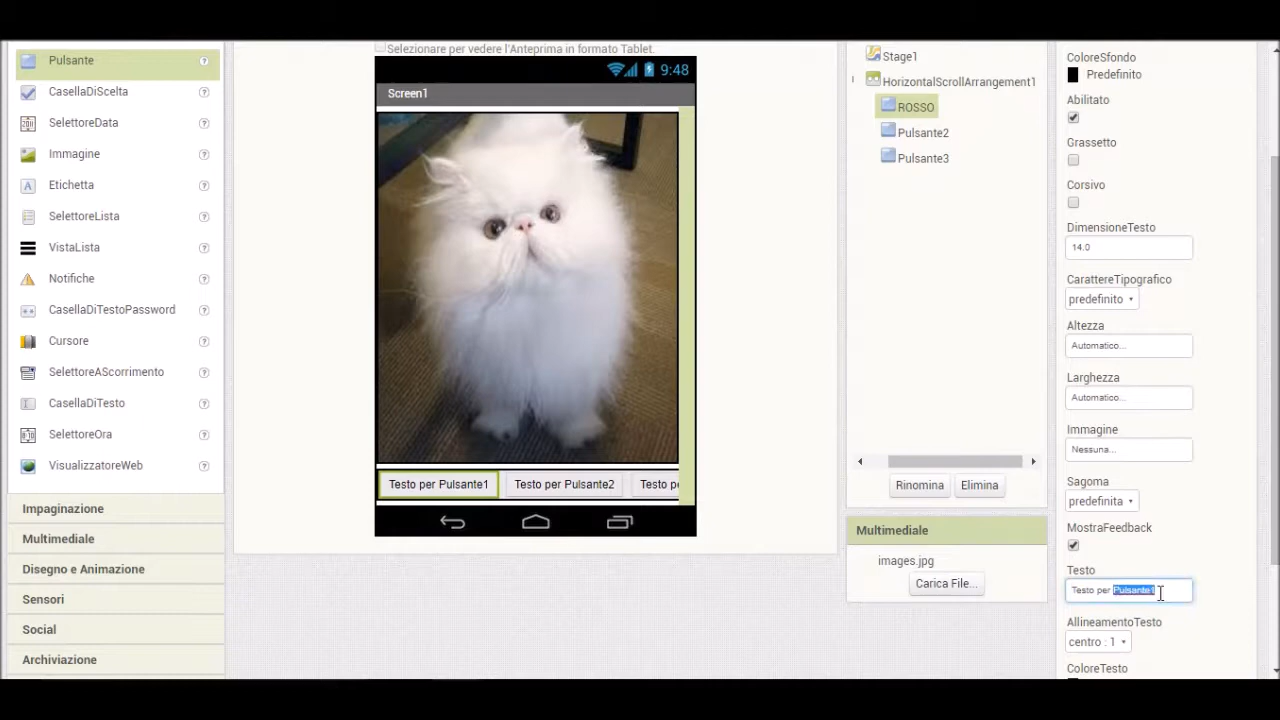 Pulsante
CasellaDiScelta
SelettoreData
Immagine
Etichetta
SelettoreLista
VistaLista
Notifiche
CasellaDiTestoPassword
Cursore
SelettoreAScorrimento
CasellaDiTesto
SelettoreOra
VisualizzatoreWeb
Impaginazione
Multimediale
Disegno e Animazione
Sensori
Social
Archiviazione
Selezionare per vedere l'Anteprima in formato Tablet.
9:48
Screen1
Testo per Pulsante1
Testo per Pulsante2
Testo pe
Stage1
HorizontalScrollArrangement1
ROSSO
Pulsante2
Pulsante3
Rinomina
Elimina
Multimediale
images.jpg
Carica File...
ColoreSfondo
Predefinito
Abilitato
Grassetto
Corsivo
DimensioneTesto
14.0
CarattereTipografico
predefinito
Altezza
Automatico...
Larghezza
Automatico...
Immagine
Nessuna...
Sagoma
predefinita
MostraFeedback
Testo
Testo per Pulsante1
AllineamentoTesto
centro : 1
ColoreTesto